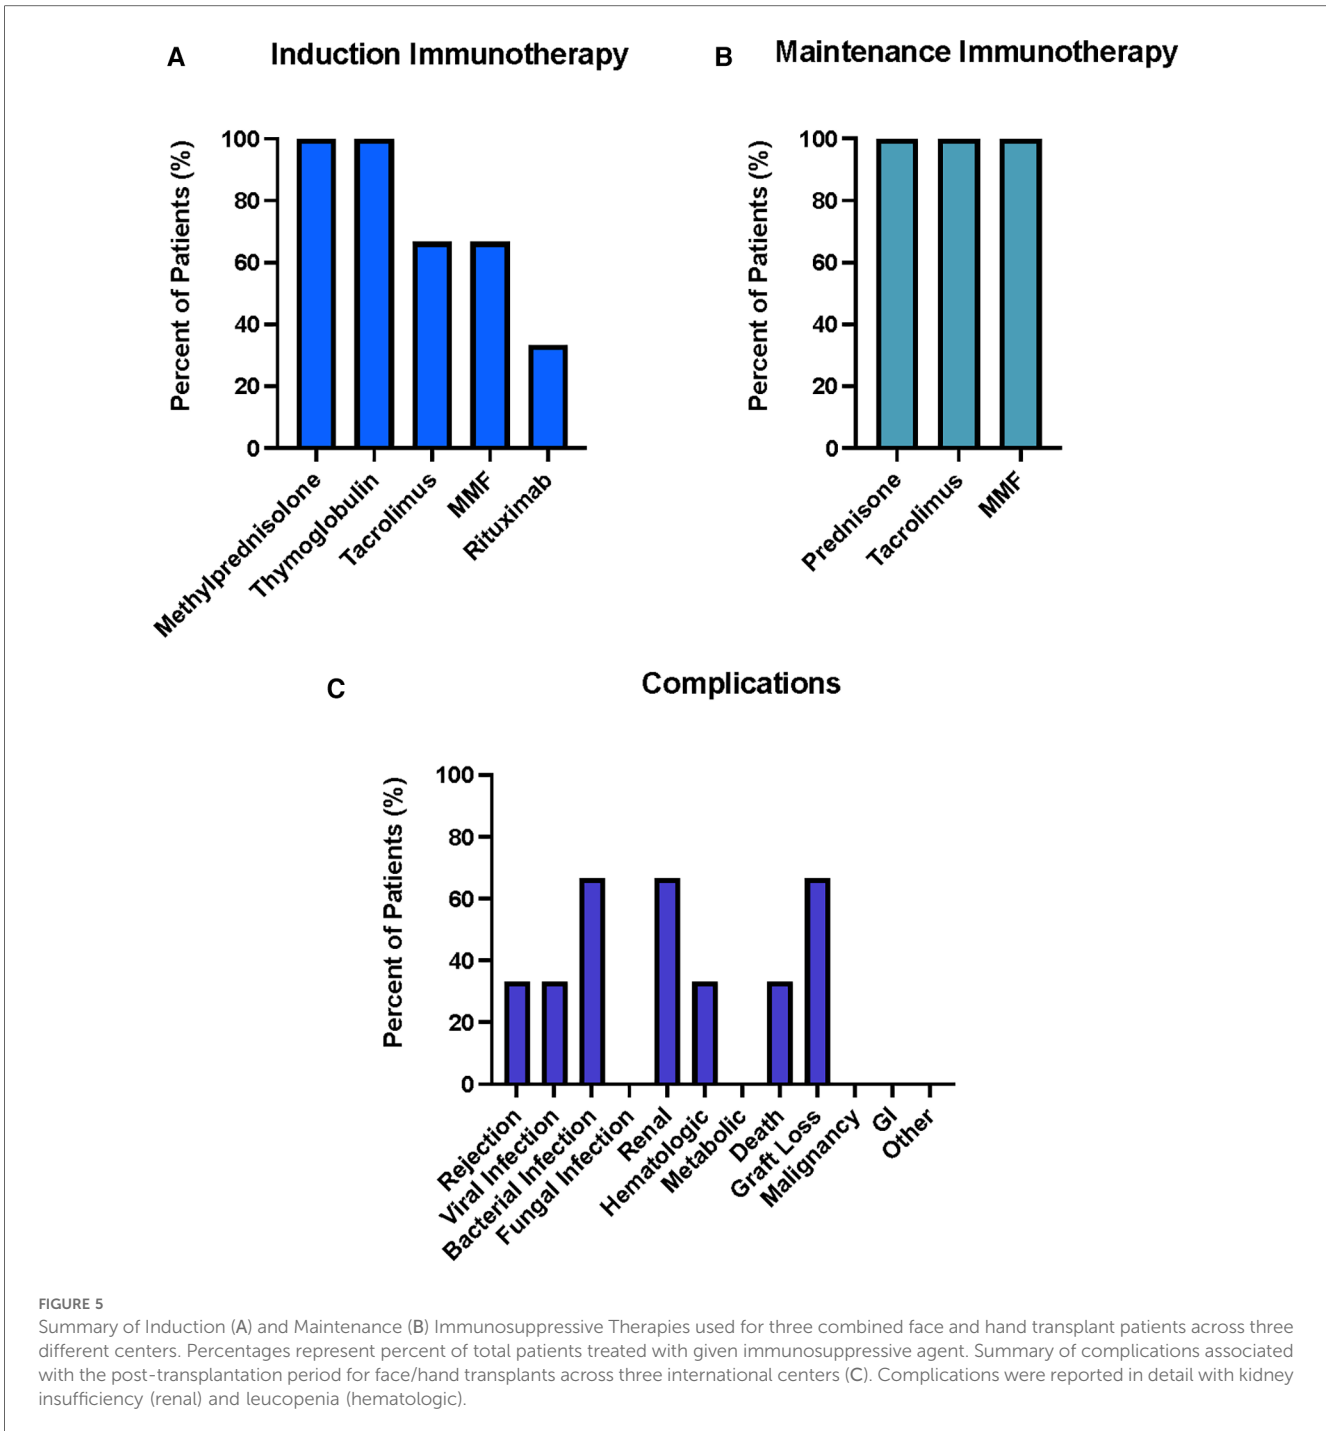 A
Induction Immunotherapy
Percent of Patients (%)
100
80
60
40
20
0
Methylprednisolone
Thymoglobulin
Tacrolimus
MMF
Rituximab
B
Maintenance Immunotherapy
Percent of Patients (%)
100
80
60
40
20
0
Prednisone
Tacrolimus
MMF
C
Complications
Percent of Patients (%)
100
80
60
40
20
0
Rejection
Viral Infection
Bacterial Infection
Fungal Infection
Renal
Hematologic
Metabolic
Death
Graft Loss
Malignancy
GI
Other
FIGURE 5
Summary of Induction (A) and Maintenance (B) Immunosuppressive Therapies used for three combined face and hand transplant patients across three
different centers. Percentages represent percent of total patients treated with given immunosuppressive agent. Summary of complications associated
with the post-transplantation period for face/hand transplants across three international centers (C). Complications were reported in detail with kidney
insufficiency (renal) and leucopenia (hematologic).